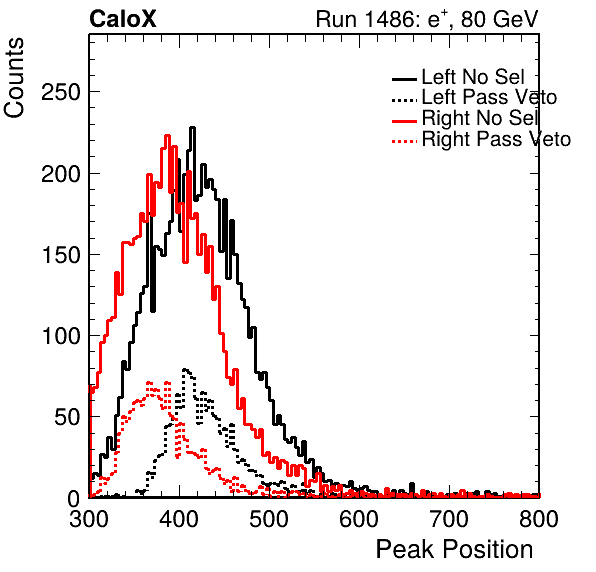 CaloX Run 1486: e⁺, 80 GeV
Counts
Left No Sel
Left Pass Veto
Right No Sel
Right Pass Veto
250
200
150
100
50
0
300 400 500 600 700 800
Peak Position